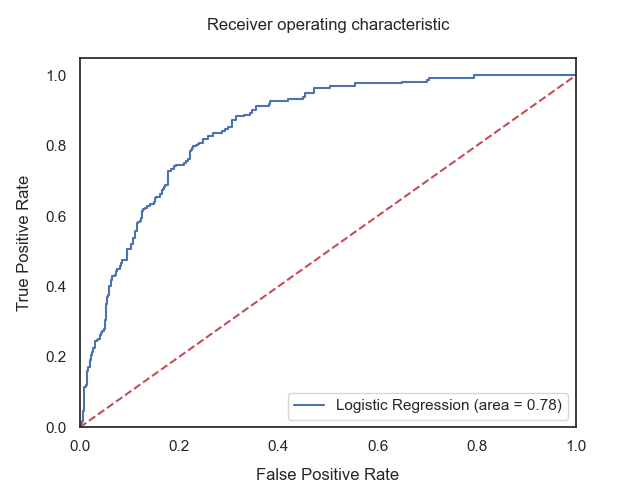 Receiver operating characteristic
1.0
0.8
0.6
0.4
0.2
0.0
True Positive Rate
Logistic Regression (area = 0.78)
0.0 0.2 0.4 0.6 0.8 1.0
False Positive Rate